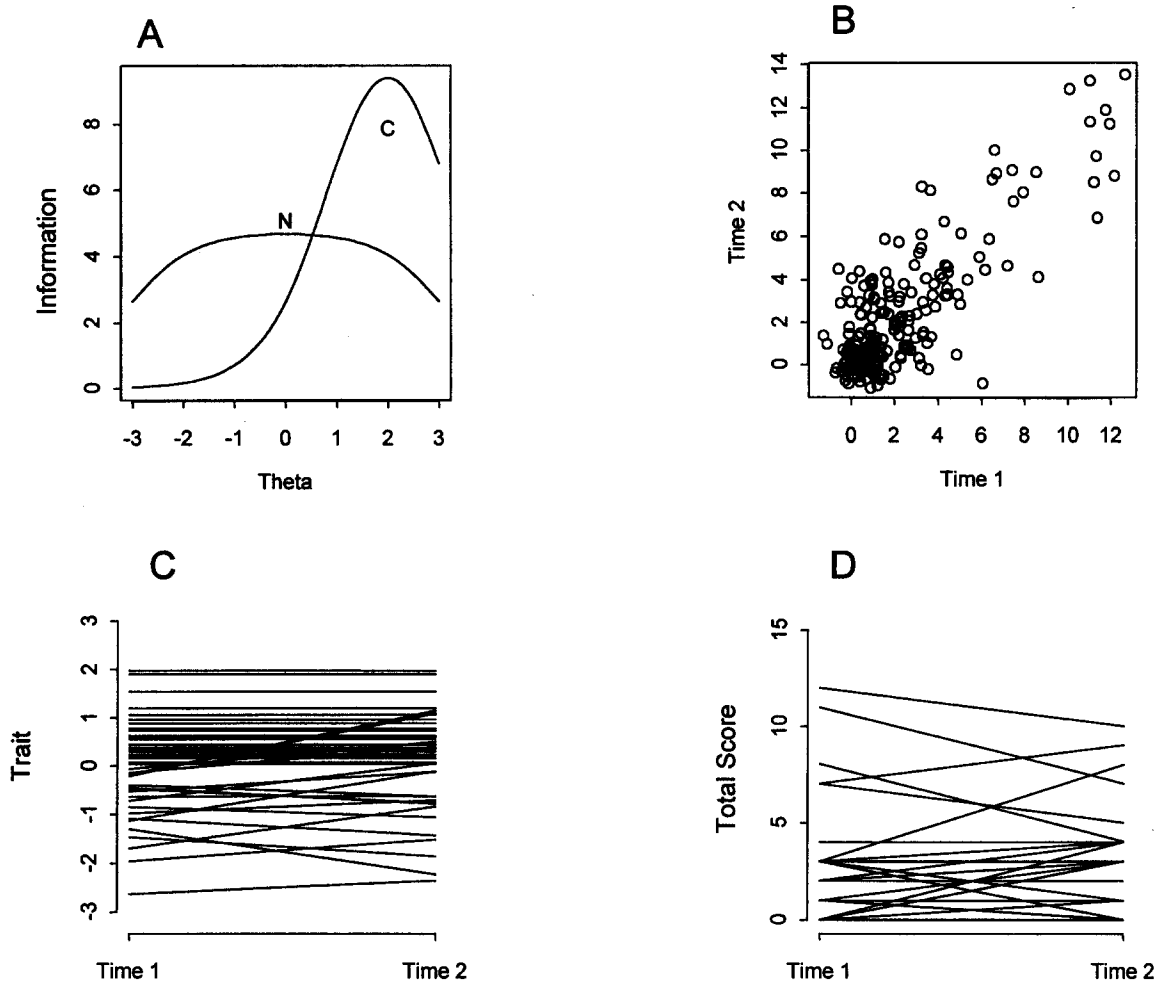 A
Information
8
6
4
2
0
C
N
-3 -2 -1 0 1 2 3
Theta
B
Time 2
14
12
10
8
6
4
2
0
0 2 4 6 8 10 12
Time 1
C
Trait
3
2
1
0
-1
-2
-3
Time 1 Time 2
D
Total Score
15
10
5
0
Time 1 Time 2